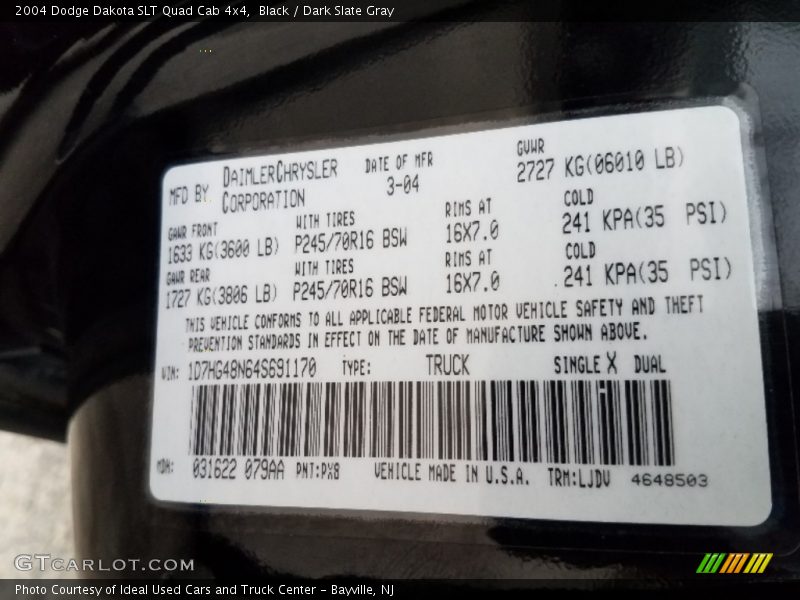 2004 Dodge Dakota SLT Quad Cab 4x4,  Black / Dark Slate Gray
MFD BY DAIMLERCHRYSLER CORPORATION
DATE OF MFR 3-04
GVWR 2727 KG(06010 LB)
GAWR FRONT 1633 KG(3600 LB)
WITH TIRES P245/70R16 BSW
RIMS AT 16X7.0
COLD 241 KPA(35 PSI)
GAWR REAR 1727 KG(3806 LB)
WITH TIRES P245/70R16 BSW
RIMS AT 16X7.0
COLD 241 KPA(35 PSI)
THIS VEHICLE CONFORMS TO ALL APPLICABLE FEDERAL MOTOR VEHICLE SAFETY AND THEFT
PREVENTION STANDARDS IN EFFECT ON THE DATE OF MANUFACTURE SHOWN ABOVE.
VIN: 1D7HG48N64S691170 TYPE: TRUCK SINGLE X DUAL
MDH: 031622 079AA PNT:PX8 VEHICLE MADE IN U.S.A. TRM:LJDV 4648503
GTCARLOT.COM
Photo Courtesy of Ideal Used Cars and Truck Center – Bayville, NJ